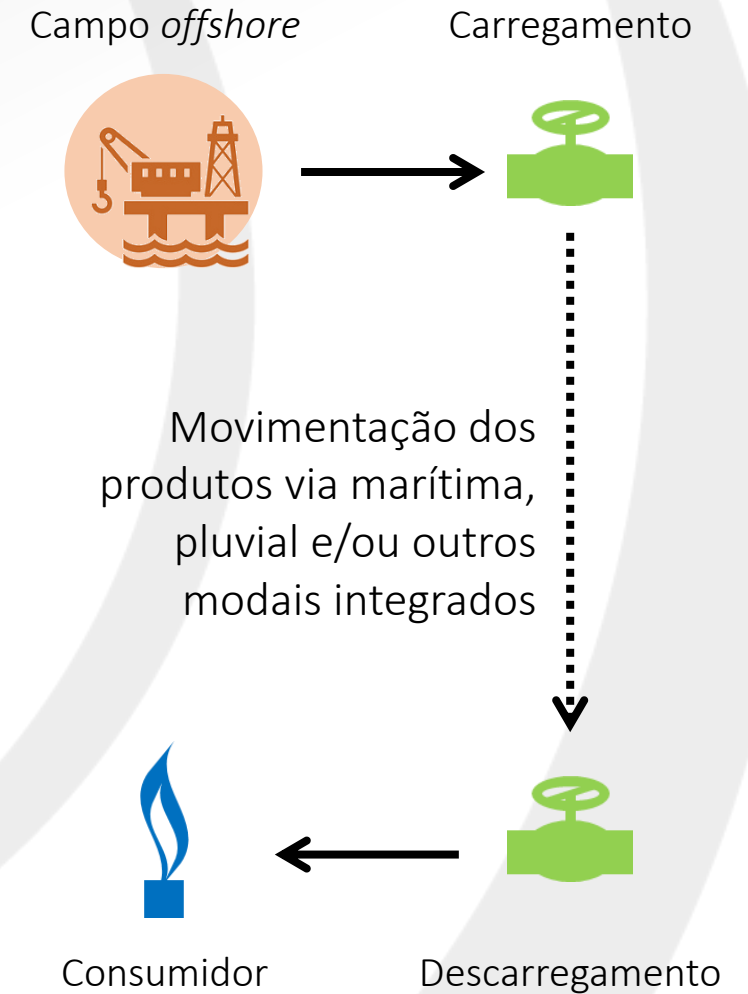 Campo offshore
Carregamento
Movimentação dos
produtos via marítima,
pluvial e/ou outros
modais integrados
Consumidor
Descarregamento